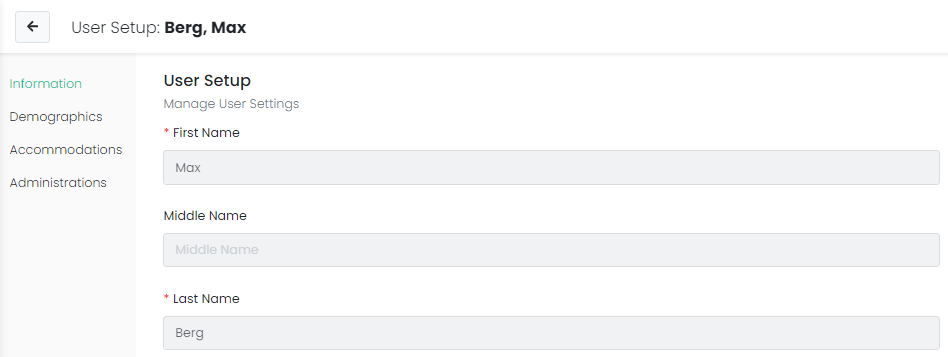 User Setup: Berg, Max
Information
Demographics
Accommodations
Administrations
User Setup
Manage User Settings
* First Name
Max
Middle Name
Middle Name
* Last Name
Berg